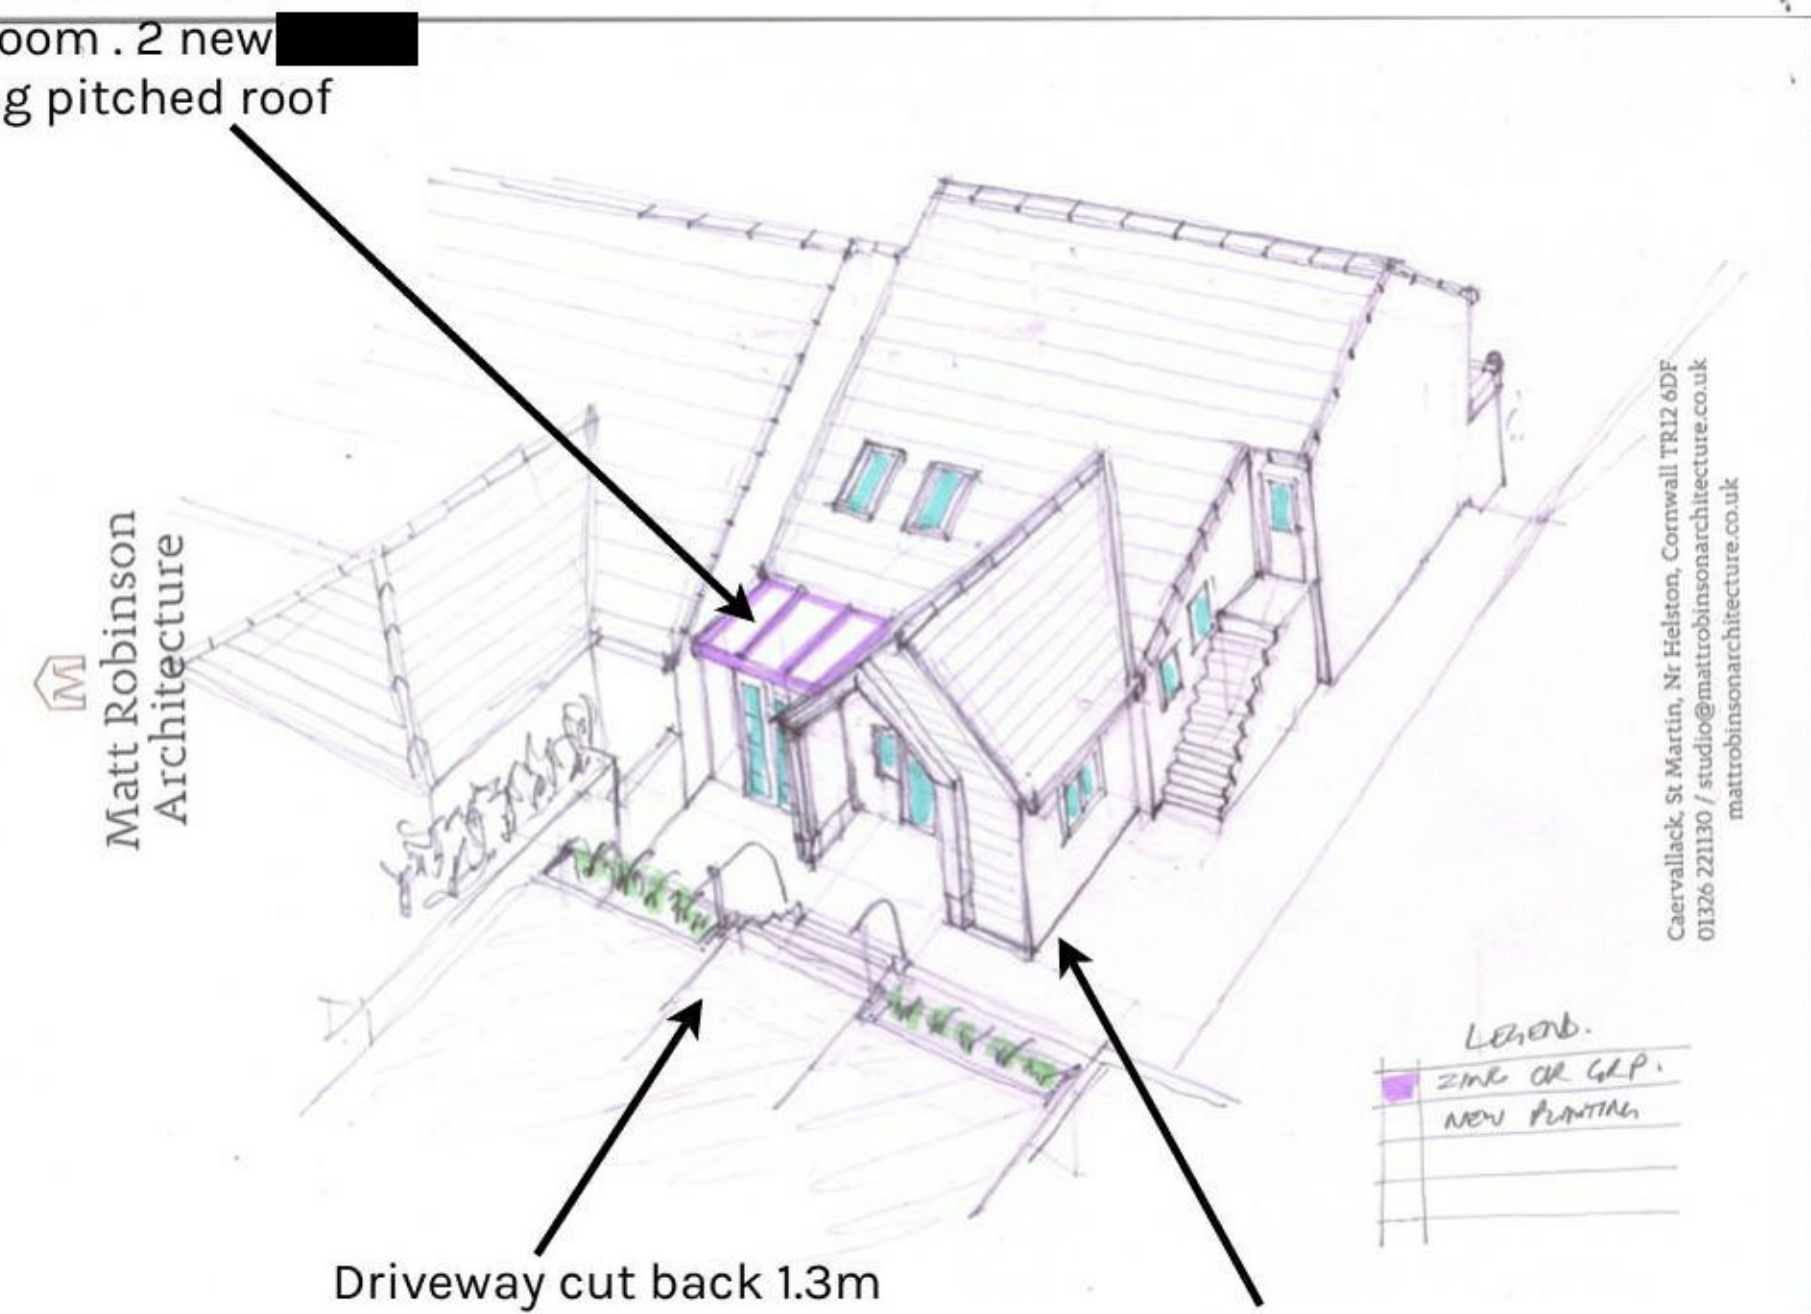 oom . 2 new
g pitched roof
Matt Robinson
Architecture
Caervallack, St Martin, Nr Helston, Cornwall TR12 6DF
01326 221130 / studio@mattrobinsonarchitecture.co.uk
mattrobinsonarchitecture.co.uk
LEGEND.
ZINC OR GRP.
NEW PLANTING
Driveway cut back 1.3m